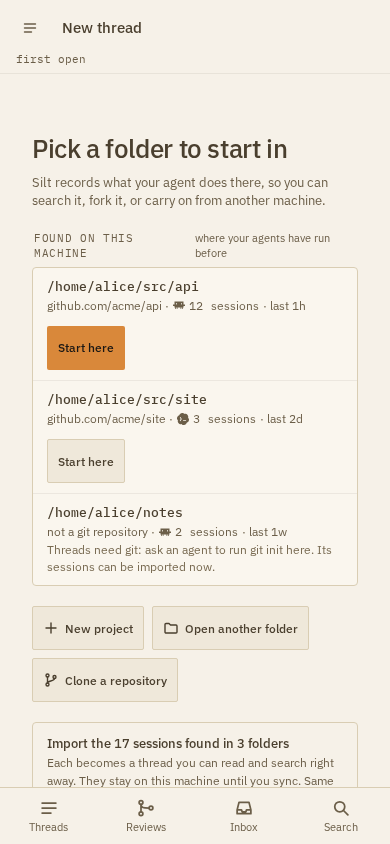 New thread
first open
Pick a folder to start in
Silt records what your agent does there, so you can
search it, fork it, or carry on from another machine.
FOUND ON THIS MACHINE
where your agents have run before
/home/alice/src/api
github.com/acme/api · 12 sessions · last 1h
Start here
/home/alice/src/site
github.com/acme/site · 3 sessions · last 2d
Start here
/home/alice/notes
not a git repository · 2 sessions · last 1w
Threads need git: ask an agent to run git init here. Its
sessions can be imported now.
New project
Open another folder
Clone a repository
Import the 17 sessions found in 3 folders
Each becomes a thread you can read and search right
away. They stay on this machine until you sync. Same
Threads
Reviews
Inbox
Search